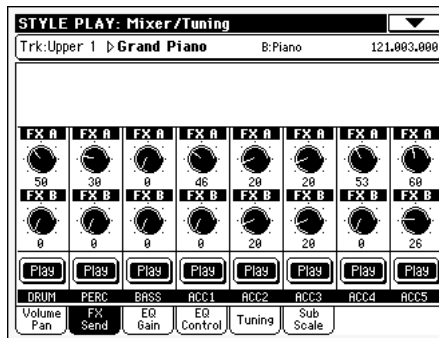 STYLE PLAY: Mixer/Tuning
Trk:Upper 1 ▷Grand Piano B:Piano 121.003.000
FX A FX A FX A FX A FX A FX A FX A FX A
50 30 0 46 20 20 53 60
FX B FX B FX B FX B FX B FX B FX B FX B
0 0 0 0 20 20 0 26
Play Play Play Play Play Play Play Play
DRUM PERC BASS ACC1 ACC2 ACC3 ACC4 ACC5
Volume Pan FX Send EQ Gain EQ Control Tuning Sub Scale